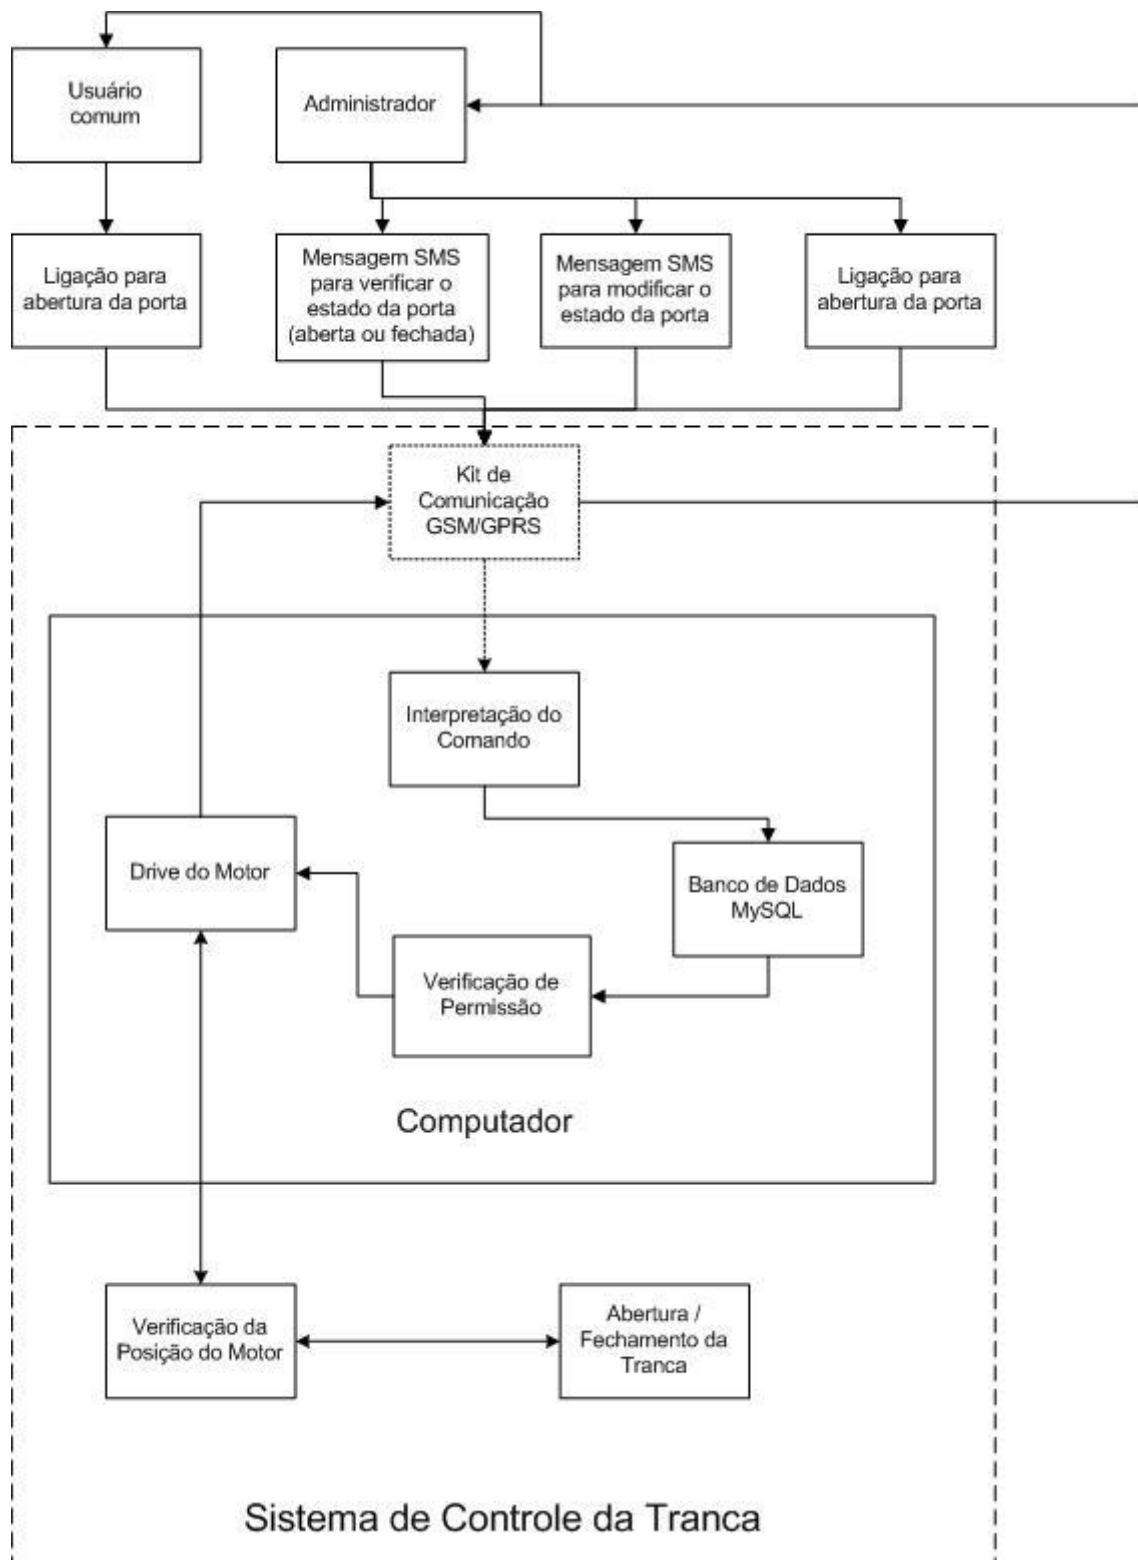 Usuário
comum
Administrador
Ligação para
abertura da porta
Mensagem SMS
para verificar o
estado da porta
(aberta ou fechada)
Mensagem SMS
para modificar o
estado da porta
Ligação para
abertura da porta
Kit de
Comunicação
GSM/GPRS
Interpretação do
Comando
Drive do Motor
Banco de Dados
MySQL
Verificação de
Permissão
Computador
Verificação da
Posição do Motor
Abertura /
Fechamento da
Tranca
Sistema de Controle da Tranca